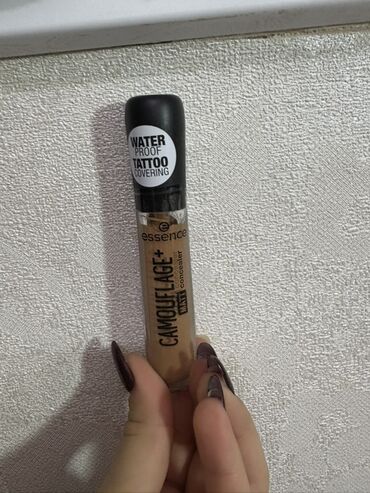 WATER
PROOF
TATTOO
COVERING
essence
CAMOUFLAGE+
MATT concealer